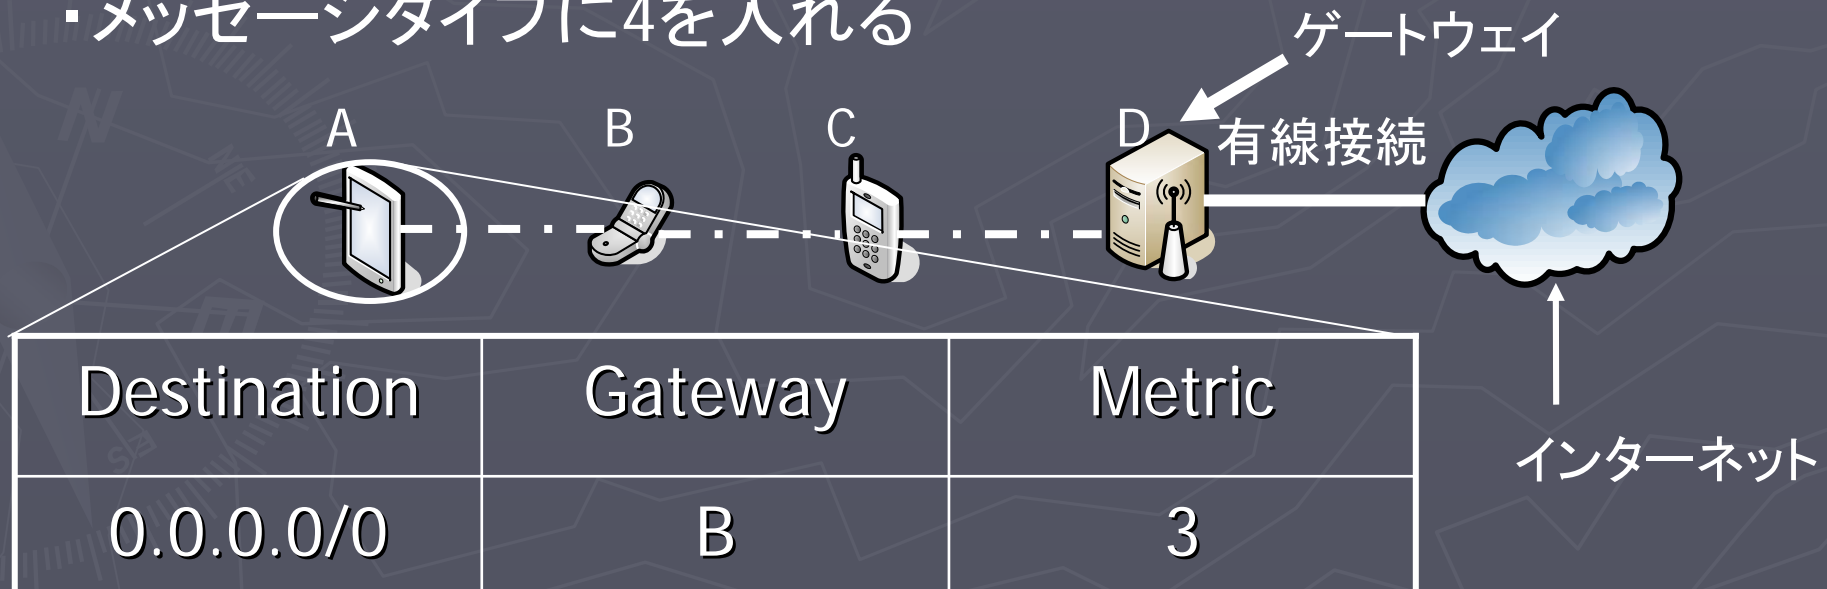 ・メッセージタイプに4を入れる
ゲートウェイ
A B C D
有線接続
Destination Gateway Metric
インターネット
0.0.0.0/0 B 3
N
NE
E
SE